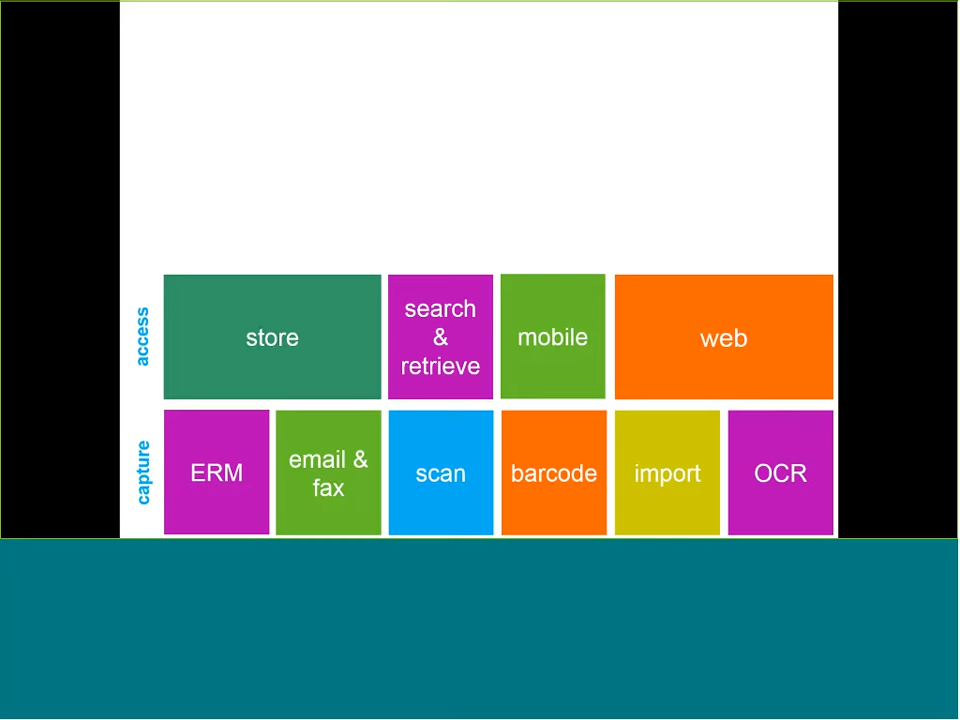 access
store
search
&
retrieve
mobile
web
capture
ERM
email &
fax
scan
barcode
import
OCR